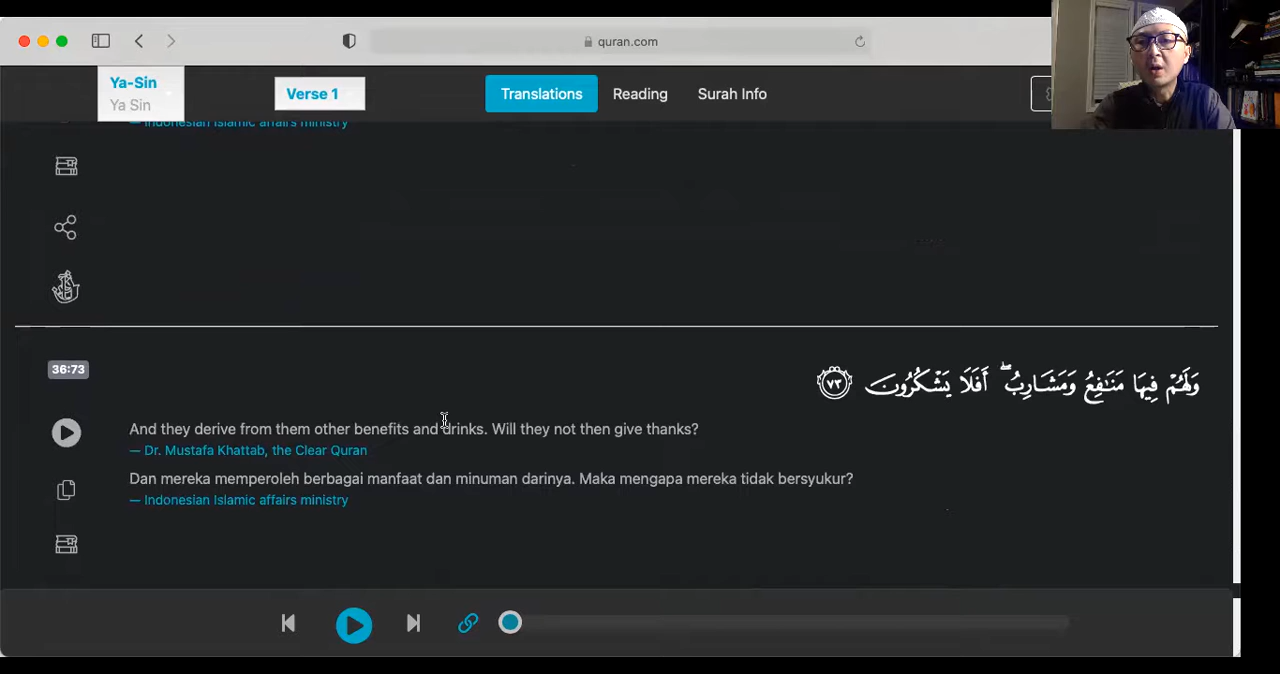 quran.com
Ya-Sin
Ya Sin
Verse 1
Translations
Reading
Surah Info
— Indonesian Islamic affairs ministry
36:73
وَلَهُمْ فِيهَا مَنَـٰفِعُ وَمَشَارِبُ ۖ أَفَلَا يَشْكُرُونَ ٧٣
And they derive from them other benefits and drinks. Will they not then give thanks?
— Dr. Mustafa Khattab, the Clear Quran
Dan mereka memperoleh berbagai manfaat dan minuman darinya. Maka mengapa mereka tidak bersyukur?
— Indonesian Islamic affairs ministry